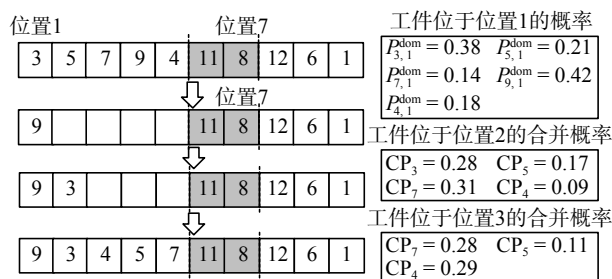 位置1
3 5 7 9 4 11 8 12 6 1
位置7
9 11 8 12 6 1
9 3 11 8 12 6 1
9 3 4 5 7 11 8 12 6 1
位置7
工件位于位置1的概率
P^dom_3, 1 = 0.38 P^dom_5, 1 = 0.21
P^dom_7, 1 = 0.14 P^dom_9, 1 = 0.42
P^dom_4, 1 = 0.18
工件位于位置2的合并概率
CP_3 = 0.28 CP_5 = 0.17
CP_7 = 0.31 CP_4 = 0.09
工件位于位置3的合并概率
CP_7 = 0.28 CP_5 = 0.11
CP_4 = 0.29